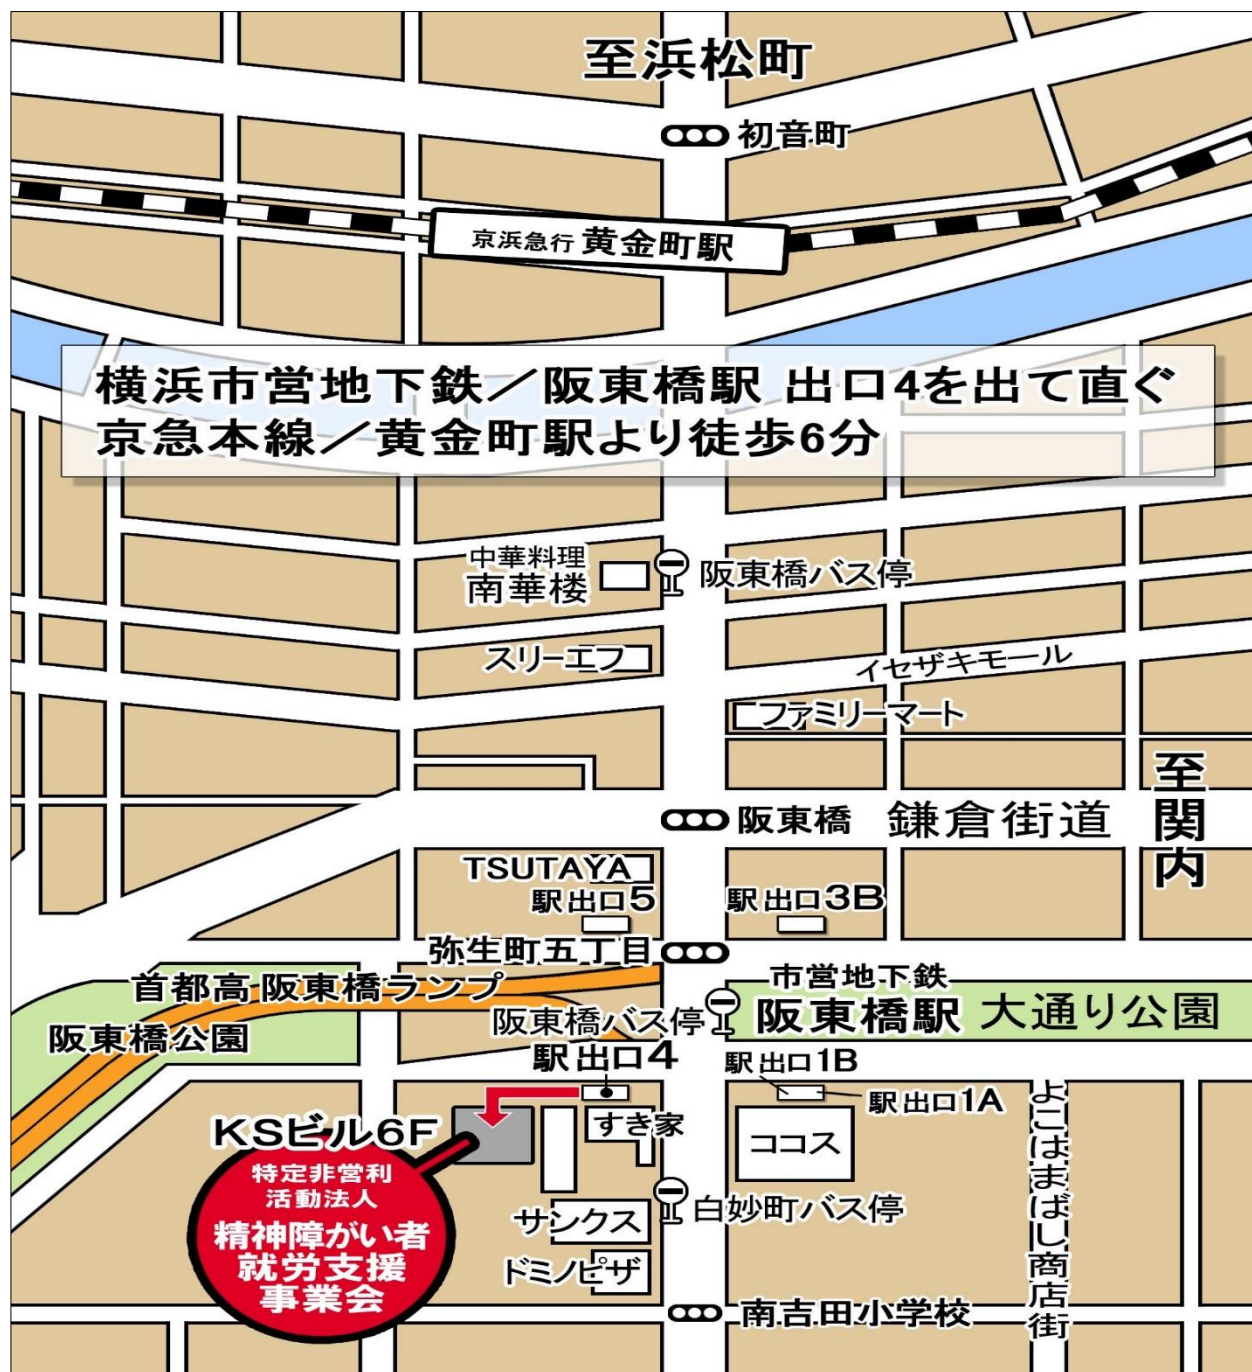 至浜松町
初音町
京浜急行 黄金町駅
横浜市営地下鉄／阪東橋駅 出口4を出て直ぐ
京急本線／黄金町駅より徒歩6分
中華料理
南華楼
阪東橋バス停
スリーエフ
イセザキモール
ファミリーマート
至関内
阪東橋
鎌倉街道
TSUTAYA
駅出口5
駅出口3B
弥生町五丁目
首都高 阪東橋ランプ
市営地下鉄
阪東橋駅
大通り公園
阪東橋公園
阪東橋バス停
駅出口4
駅出口1B
駅出口1A
よこはまばし商店街
KSビル6F
すき家
ココス
特定非営利
活動法人
精神障がい者
就労支援
事業会
サンクス
白妙町バス停
ドミノピザ
南吉田小学校